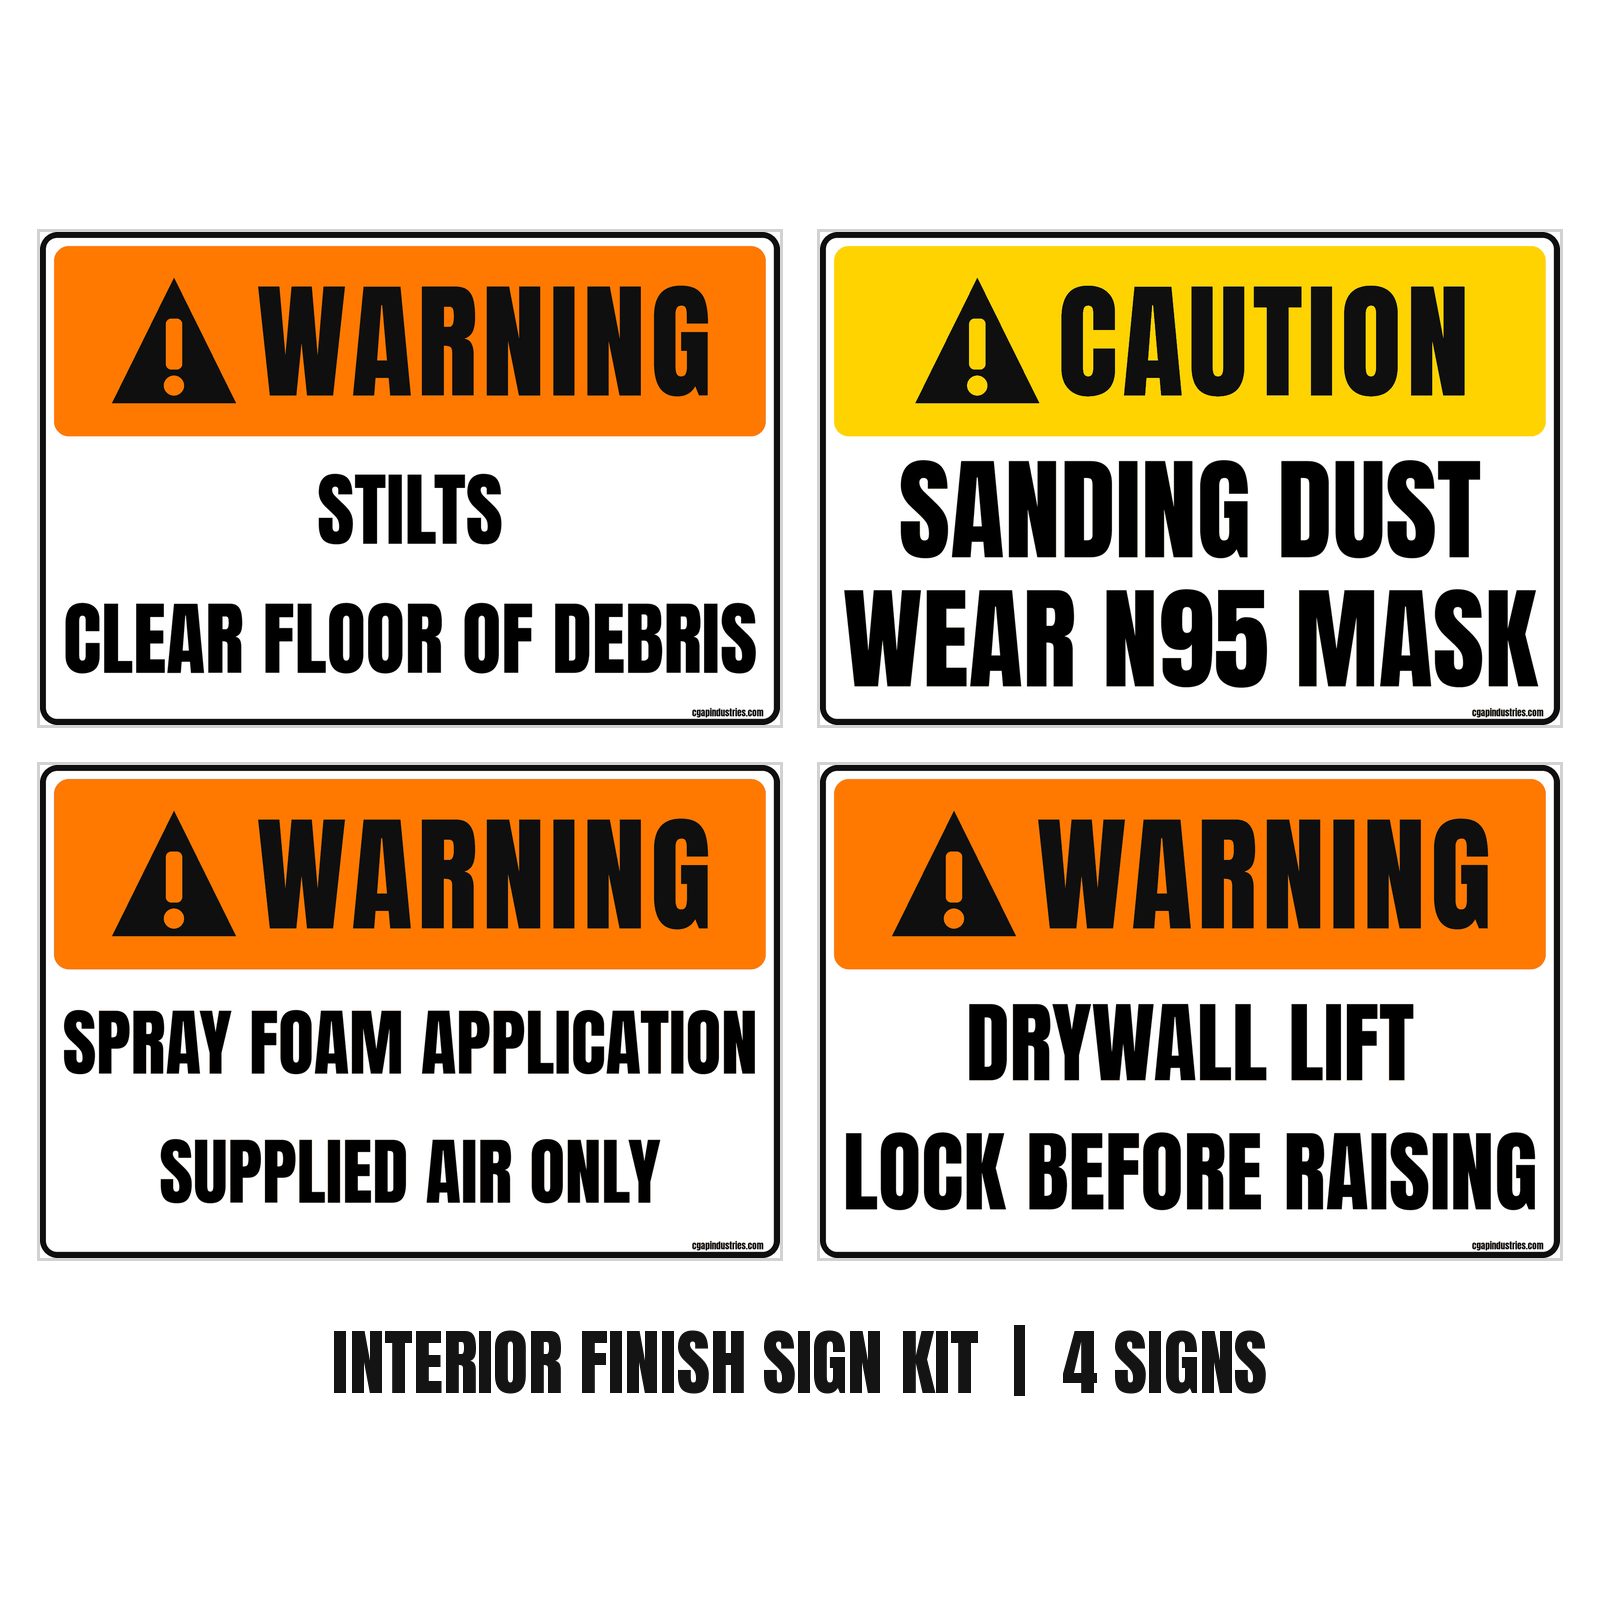 WARNING
STILTS
CLEAR FLOOR OF DEBRIS
cgapindustries.com
CAUTION
SANDING DUST
WEAR N95 MASK
cgapindustries.com
WARNING
SPRAY FOAM APPLICATION
SUPPLIED AIR ONLY
cgapindustries.com
WARNING
DRYWALL LIFT
LOCK BEFORE RAISING
cgapindustries.com
INTERIOR FINISH SIGN KIT | 4 SIGNS